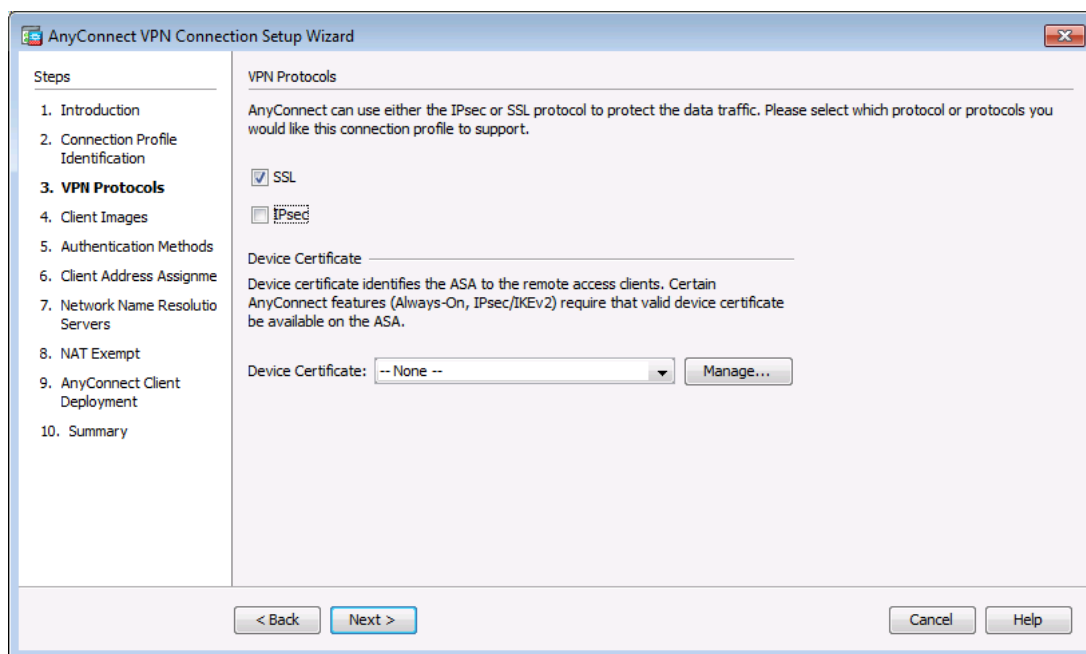 AnyConnect VPN Connection Setup Wizard
Steps
1. Introduction
2. Connection Profile
Identification
3. VPN Protocols
4. Client Images
5. Authentication Methods
6. Client Address Assignme
7. Network Name Resolutio
Servers
8. NAT Exempt
9. AnyConnect Client
Deployment
10. Summary
VPN Protocols
AnyConnect can use either the IPsec or SSL protocol to protect the data traffic. Please select which protocol or protocols you
would like this connection profile to support.
SSL
IPsec
Device Certificate
Device certificate identifies the ASA to the remote access clients. Certain
AnyConnect features (Always-On, IPsec/IKEv2) require that valid device certificate
be available on the ASA.
Device Certificate: -- None -- Manage...
< Back Next > Cancel Help